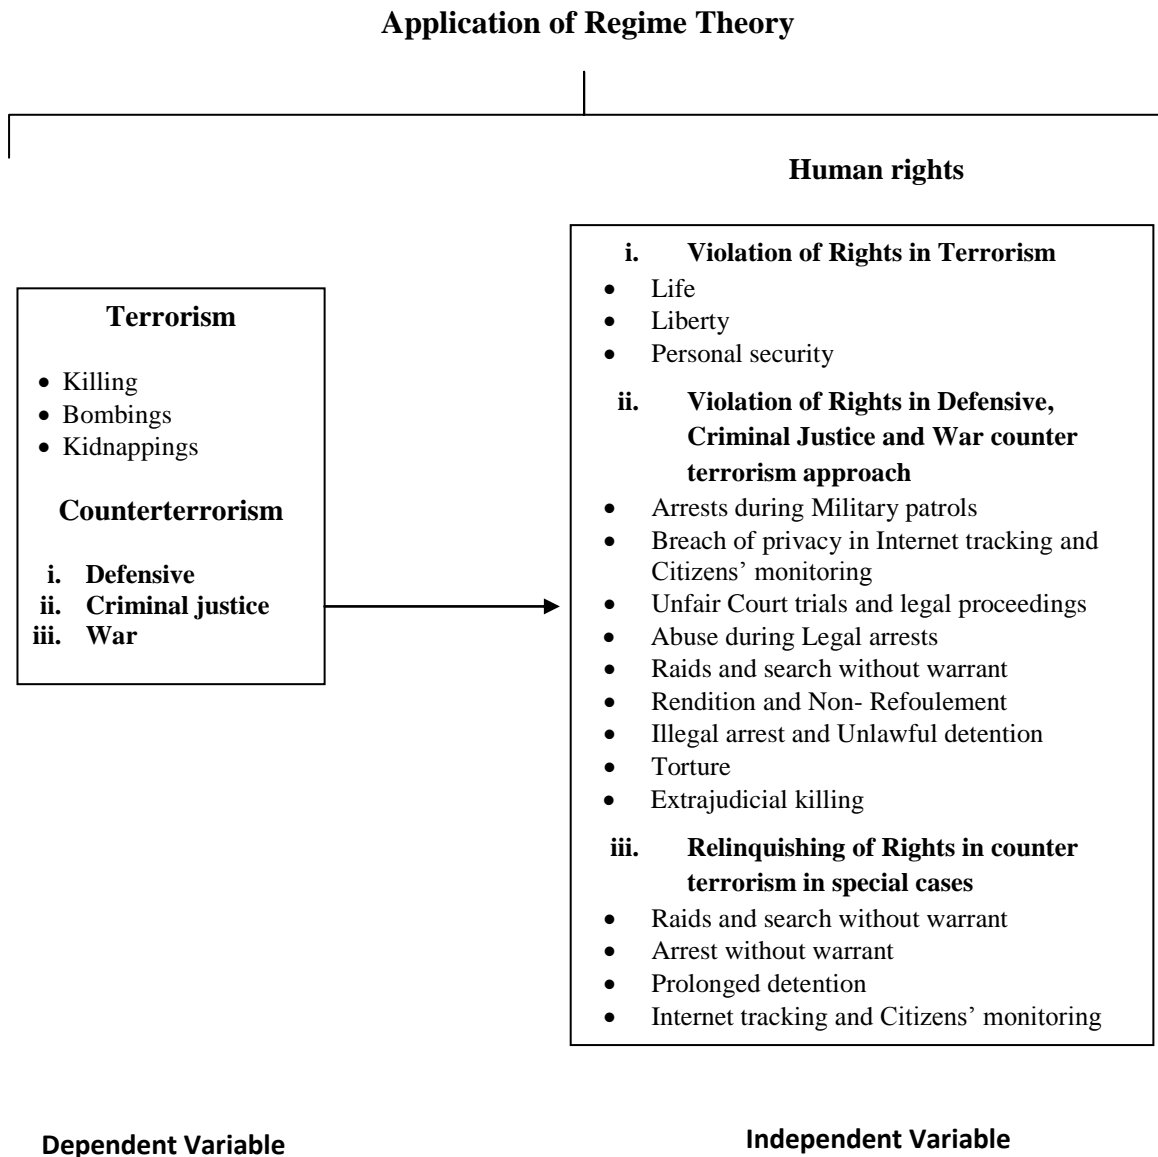 Application of Regime Theory
Human rights
Terrorism
• Killing
• Bombings
• Kidnappings
Counterterrorism
i. Defensive
ii. Criminal justice
iii. War
i. Violation of Rights in Terrorism
• Life
• Liberty
• Personal security
ii. Violation of Rights in Defensive,
Criminal Justice and War counter
terrorism approach
• Arrests during Military patrols
• Breach of privacy in Internet tracking and
Citizens’ monitoring
• Unfair Court trials and legal proceedings
• Abuse during Legal arrests
• Raids and search without warrant
• Rendition and Non- Refoulement
• Illegal arrest and Unlawful detention
• Torture
• Extrajudicial killing
iii. Relinquishing of Rights in counter
terrorism in special cases
• Raids and search without warrant
• Arrest without warrant
• Prolonged detention
• Internet tracking and Citizens’ monitoring
Dependent Variable
Independent Variable